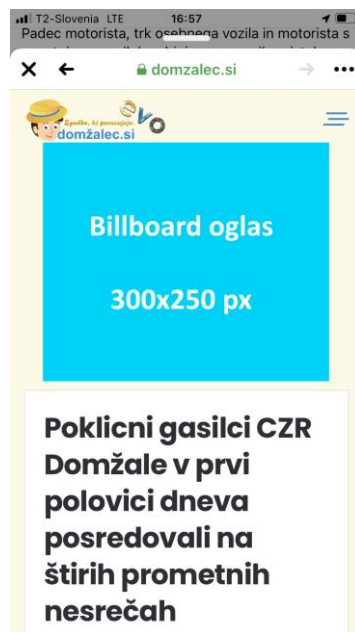 T2-Slovenia LTE 16:57
Padec motorista, trk osebnega vozila in motorista s
domzalec.si
Zgodbe, ki povezujejo.
domžalec.si
Billboard oglas
300x250 px
Poklicni gasilci CZR
Domžale v prvi
polovici dneva
posredovali na
štirih prometnih
nesrečah